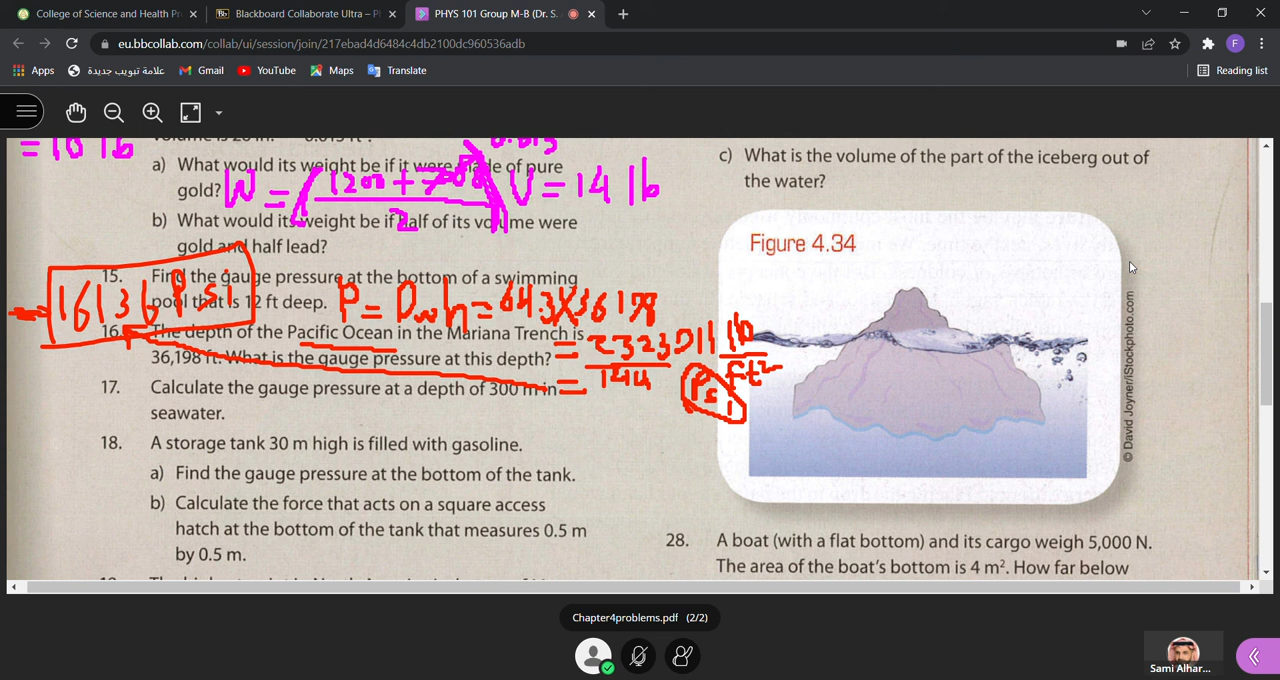 College of Science and Health Pr
Blackboard Collaborate Ultra – Pl
PHYS 101 Group M-B (Dr. S.
eu.bbcollab.com/collab/ui/session/join/217ebad4d6484c4db2100dc960536adb
Apps
علامة تبويب جديدة
Gmail
YouTube
Maps
Translate
Reading list
F
= 18 lb
0.013
a) What would its weight be if it were made of pure
gold?
W = (1200 + 708 / 2) V = 14 lb
b) What would its weight be if half of its volume were
gold and half lead?
15. Find the gauge pressure at the bottom of a swimming
pool that is 12 ft deep.
16136 Psi
P = Dw h = 64.3 X 36198
16. The depth of the Pacific Ocean in the Mariana Trench is
36,198 ft. What is the gauge pressure at this depth?
= 2323011 lb
144
ft²
Psi
17. Calculate the gauge pressure at a depth of 300 m in
seawater.
18. A storage tank 30 m high is filled with gasoline.
a) Find the gauge pressure at the bottom of the tank.
b) Calculate the force that acts on a square access
hatch at the bottom of the tank that measures 0.5 m
by 0.5 m.
c) What is the volume of the part of the iceberg out of
the water?
Figure 4.34
© David Joyner/iStockphoto.com
28. A boat (with a flat bottom) and its cargo weigh 5,000 N.
The area of the boat's bottom is 4 m². How far below
Chapter4problems.pdf (2/2)
Sami Alhar...